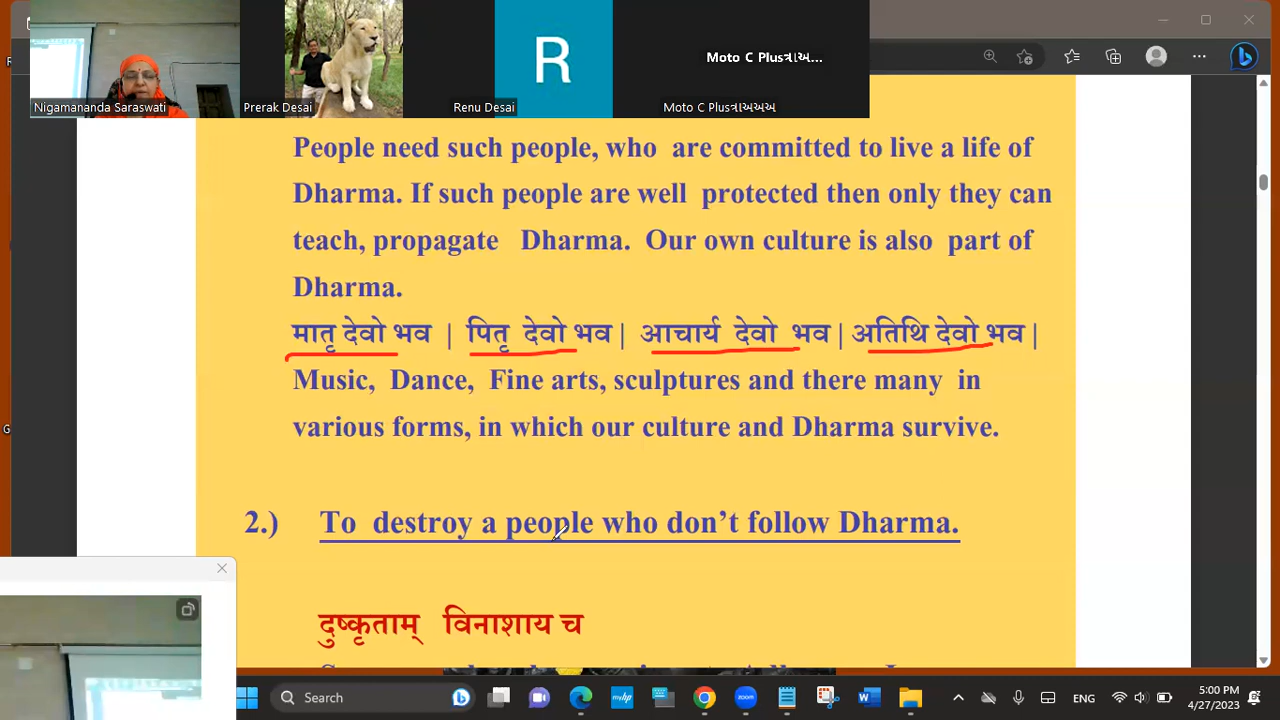 R
Moto C Plusત્રાઅ...
Nigamananda Saraswati
Prerak Desai
Renu Desai
Moto C Plusત્રાઅઅઅ
People need such people, who are committed to live a life of
Dharma. If such people are well protected then only they can
teach, propagate Dharma. Our own culture is also part of
Dharma.
मातृ देवो भव | पितृ देवो भव | आचार्य देवो भव | अतिथि देवो भव |
Music, Dance, Fine arts, sculptures and there many in
various forms, in which our culture and Dharma survive.
2.) To destroy a people who don’t follow Dharma.
दुष्कृताम् विनाशाय च
Search
ENG
5:00 PM
4/27/2023